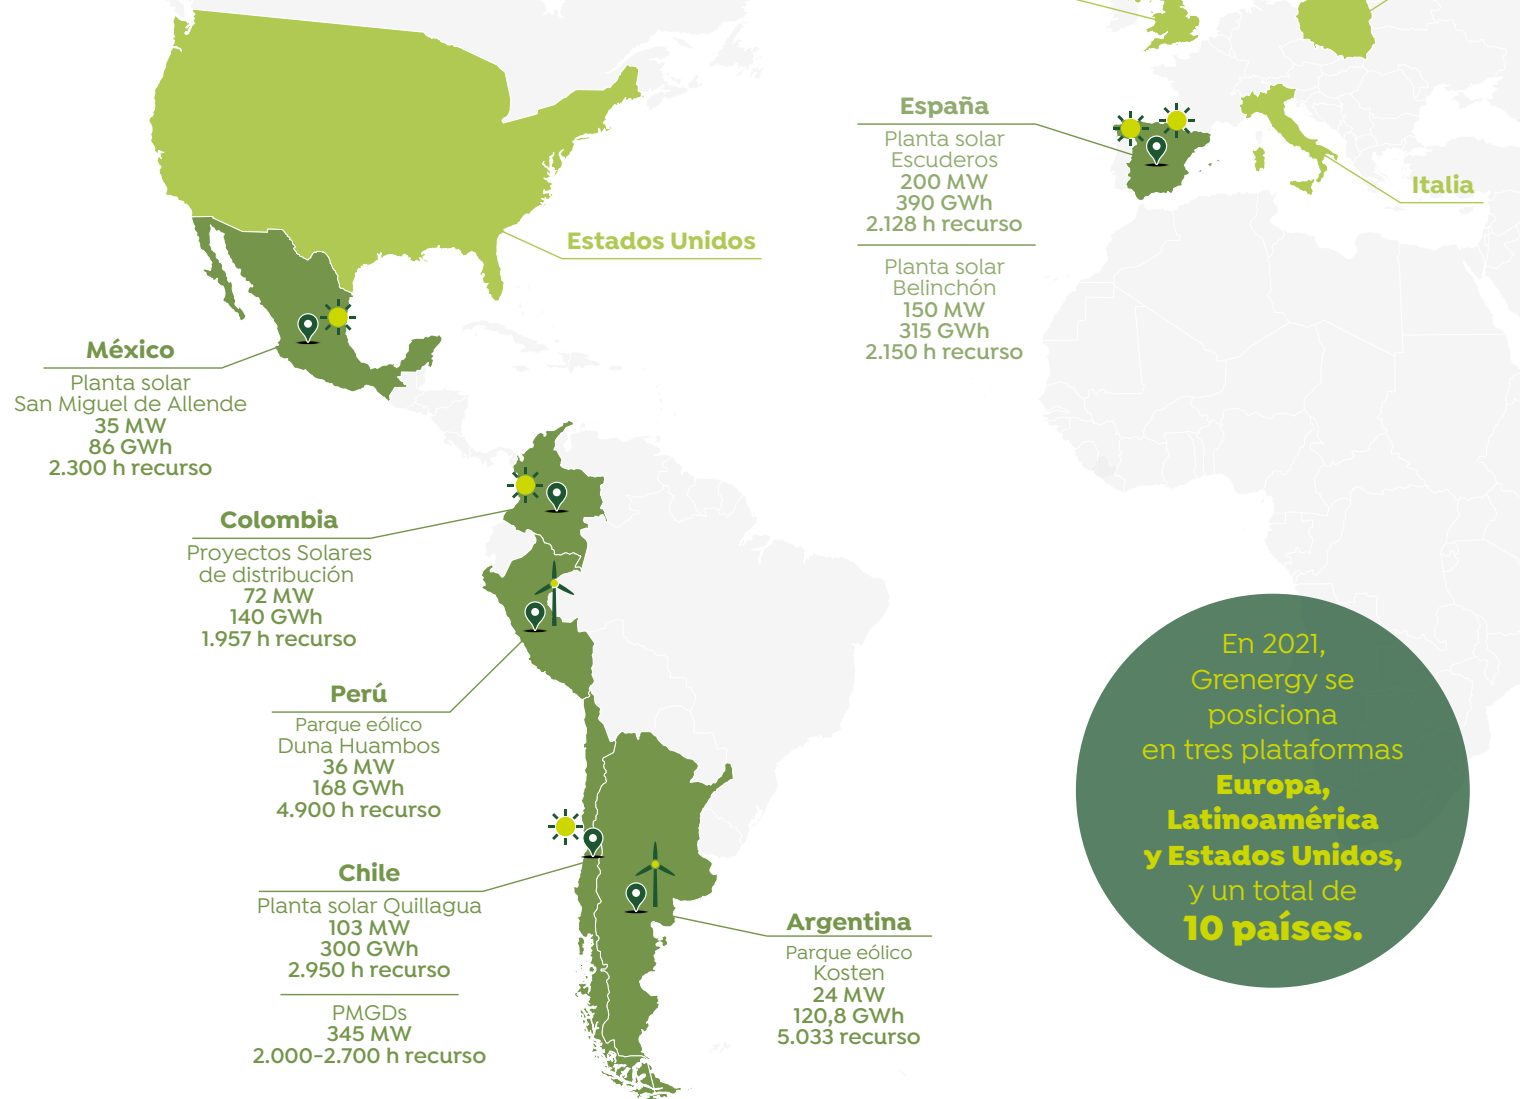 España
Planta solar
Escuderos
200 MW
390 GWh
2.128 h recurso
Planta solar
Belinchón
150 MW
315 GWh
2.150 h recurso
Italia
Estados Unidos
México
Planta solar
San Miguel de Allende
35 MW
86 GWh
2.300 h recurso
Colombia
Proyectos Solares
de distribución
72 MW
140 GWh
1.957 h recurso
Perú
Parque eólico
Duna Huambos
36 MW
168 GWh
4.900 h recurso
Chile
Planta solar Quillagua
103 MW
300 GWh
2.950 h recurso
PMGDs
345 MW
2.000-2.700 h recurso
Argentina
Parque eólico
Kosten
24 MW
120,8 GWh
5.033 recurso
En 2021,
Grenergy se
posiciona
en tres plataformas
Europa,
Latinoamérica
y Estados Unidos,
y un total de
10 países.